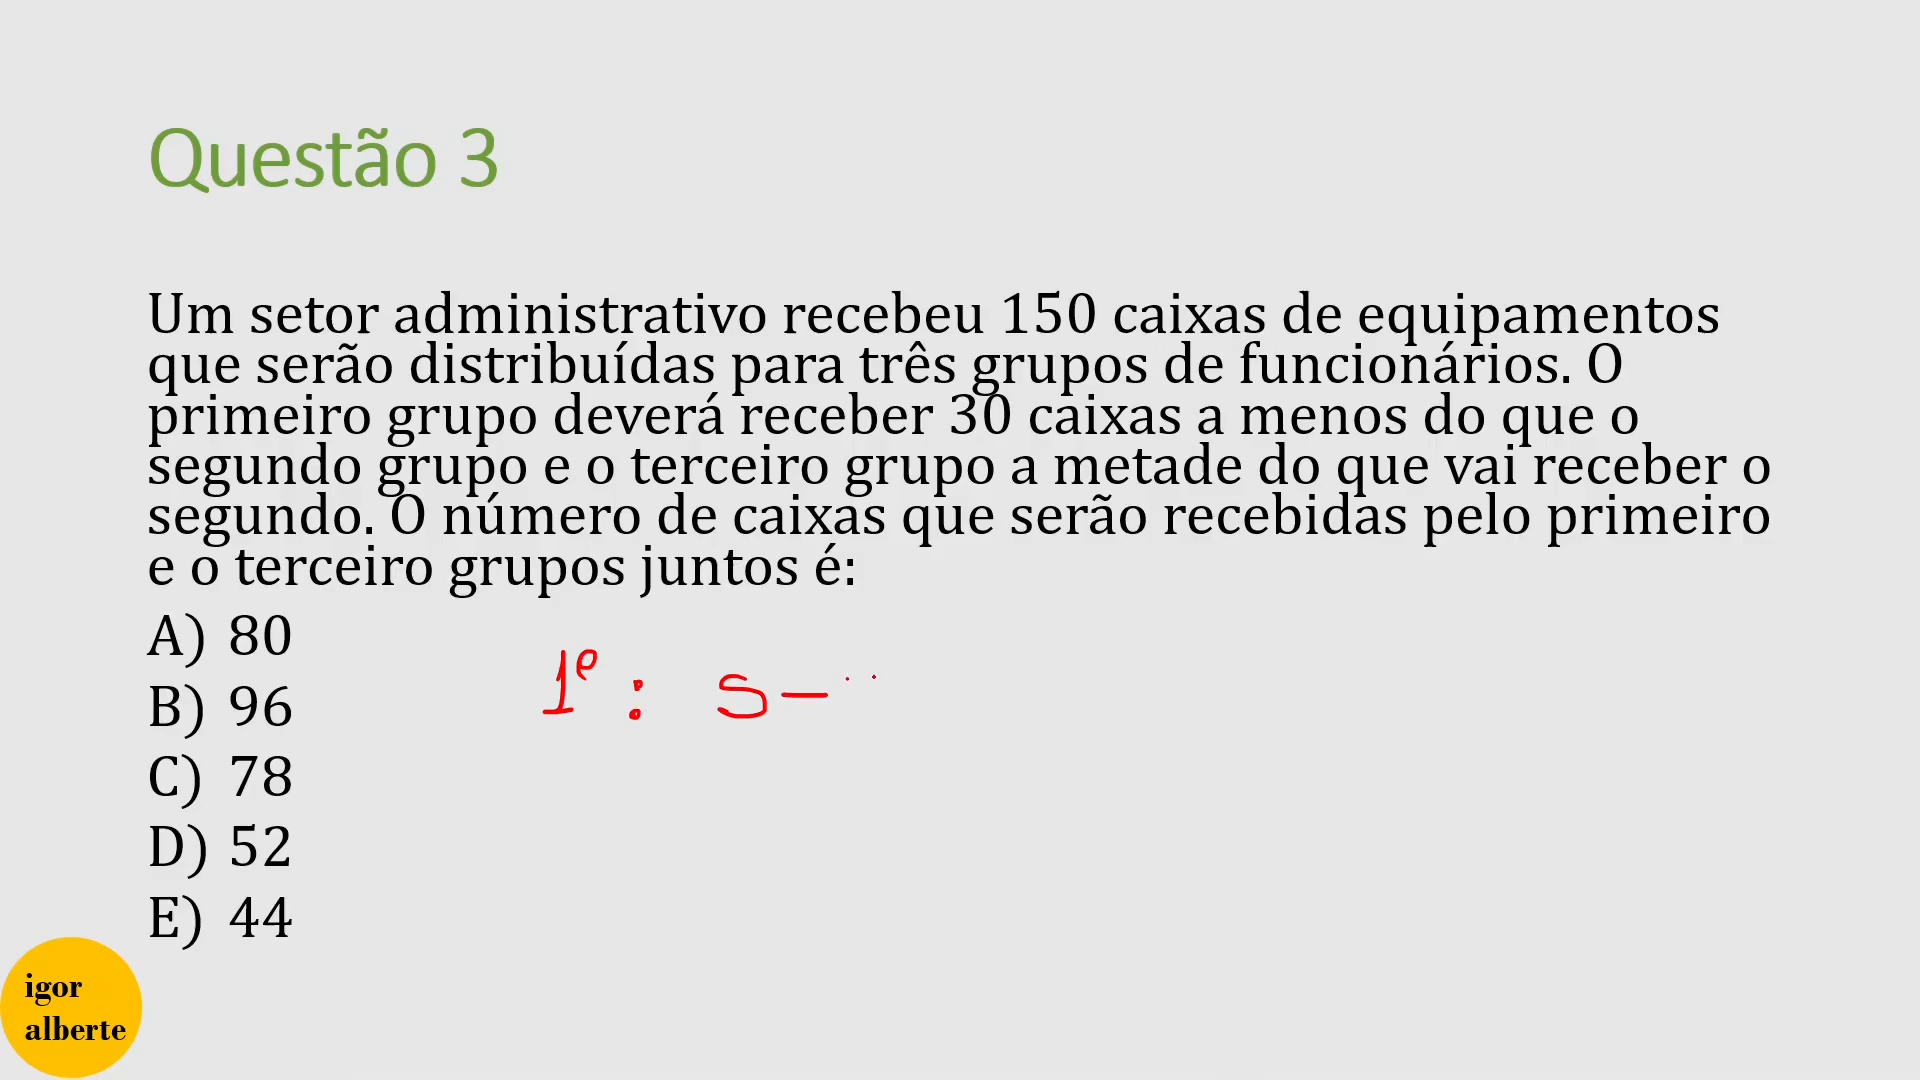 Questão 3
Um setor administrativo recebeu 150 caixas de equipamentos
que serão distribuídas para três grupos de funcionários. O
primeiro grupo deverá receber 30 caixas a menos do que o
segundo grupo e o terceiro grupo a metade do que vai receber o
segundo. O número de caixas que serão recebidas pelo primeiro
e o terceiro grupos juntos é:
A) 80
1º: S –
B) 96
C) 78
D) 52
E) 44
igor
alberte